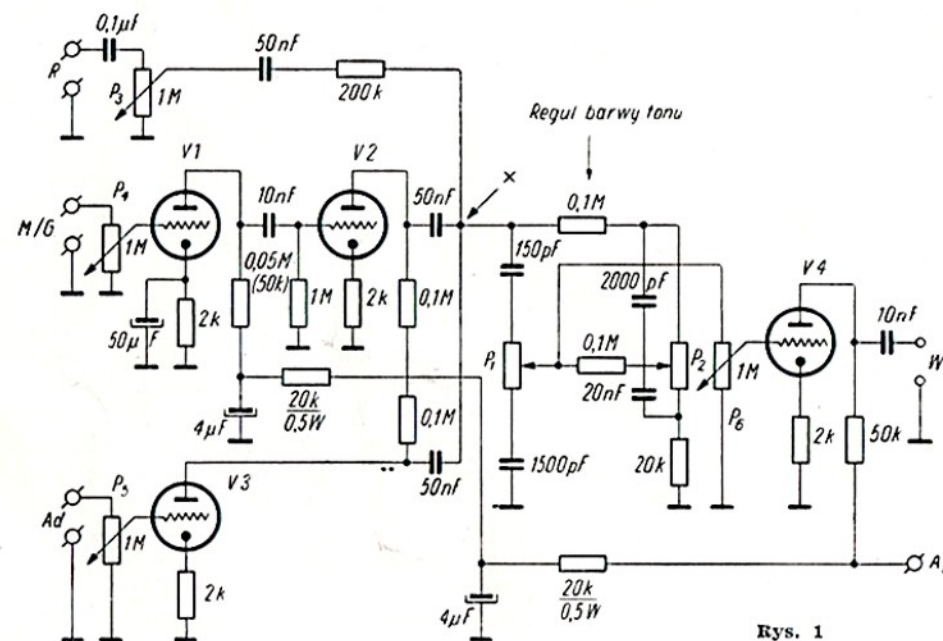 0,1µF
50nF
R
P3
1M
200k
Regul barwy tonu
V1
V2
X
P4
10nF
50nF
0,1M
M/G
1M
0,05M
(50k)
150pF
2000pF
V4
50µF
2k
1M
2k
0,1M
10nF
P1
0,1M
P2
1M
W
20k
0,5W
20nF
P6
4µF
0,1M
2k
50k
20k
V3
50nF
1500pF
P5
Ad
1M
2k
20k
0,5W
A
4µF
Rys. 1